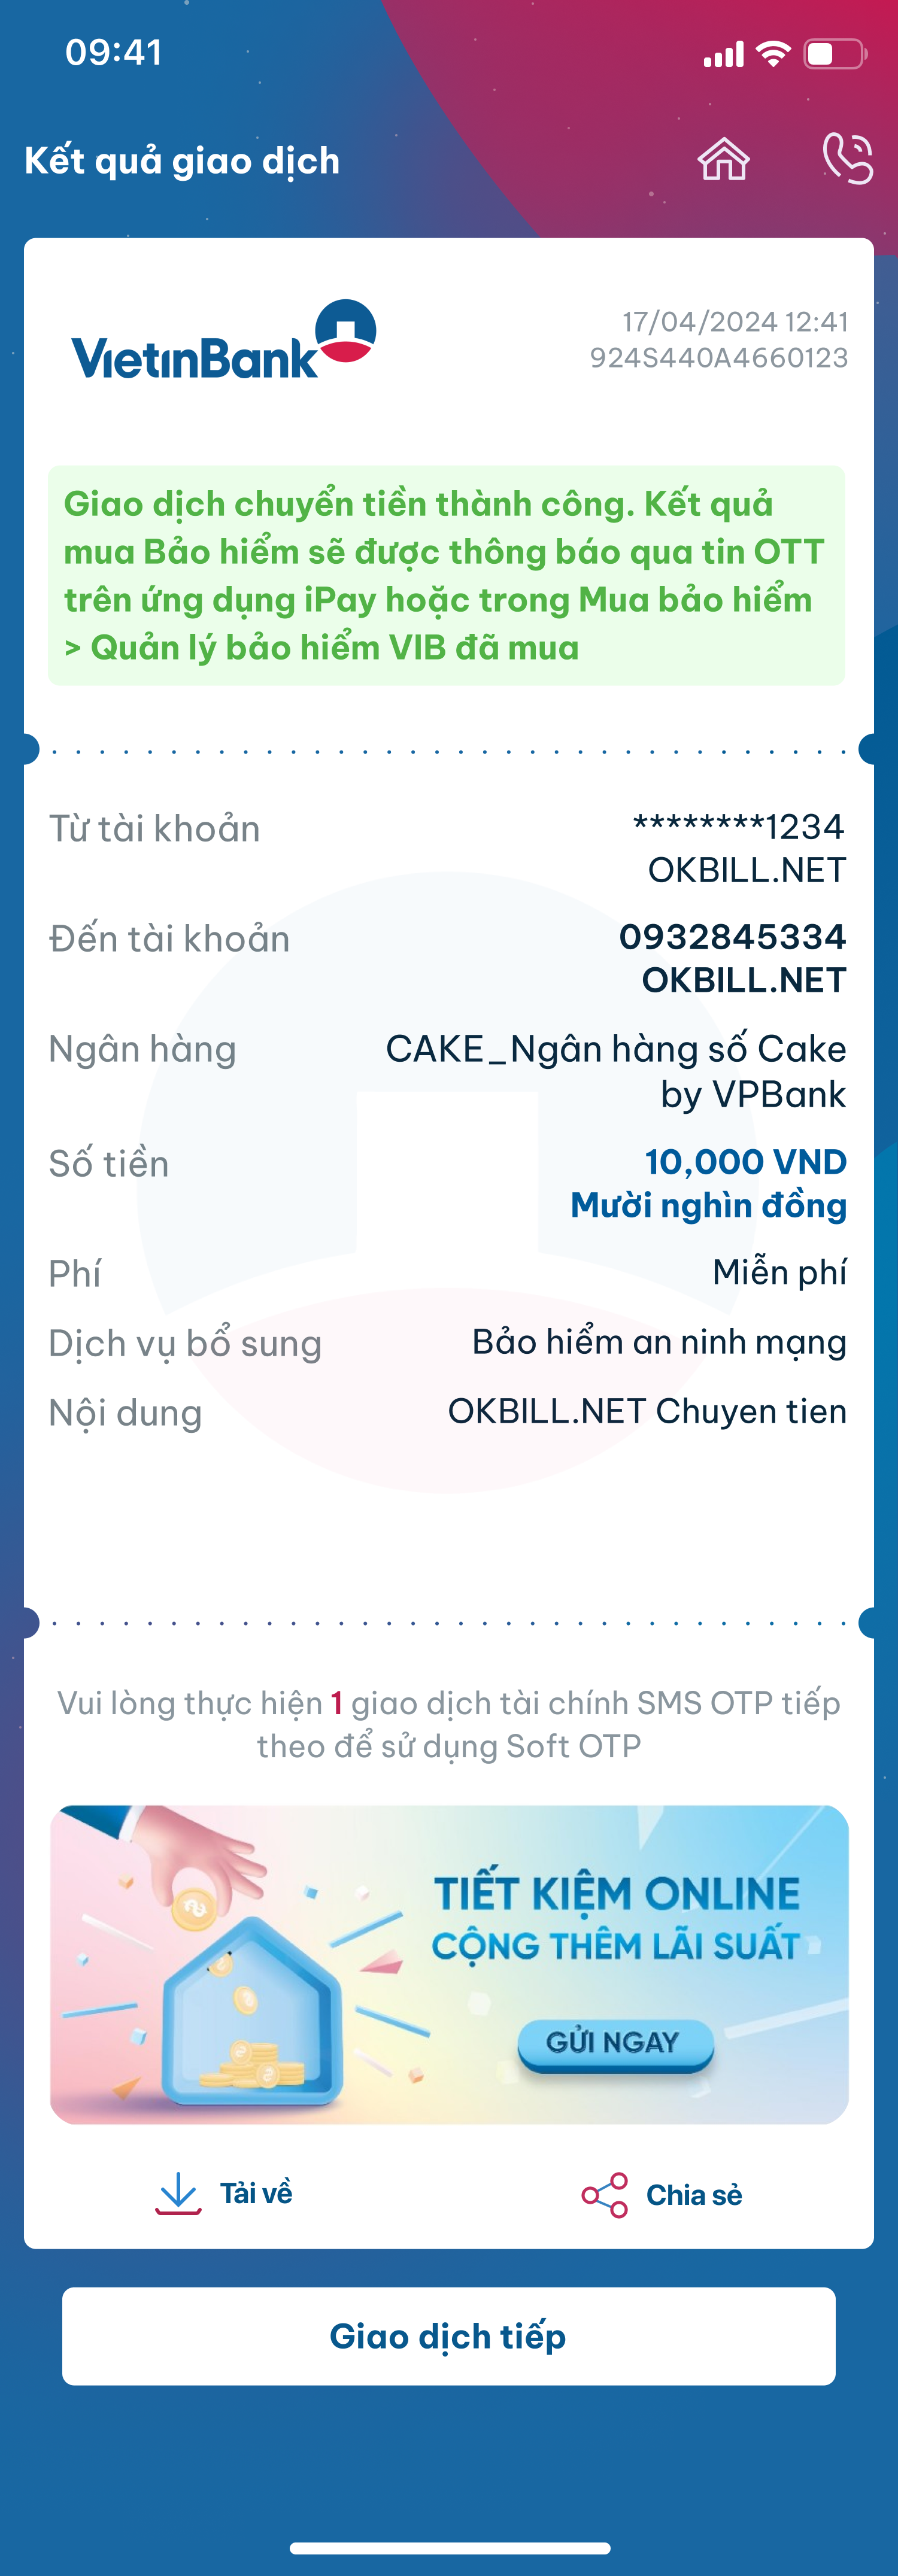 09:41
Kết quả giao dịch
VietinBank
17/04/2024 12:41
924S440A4660123
Giao dịch chuyển tiền thành công. Kết quả
mua Bảo hiểm sẽ được thông báo qua tin OTT
trên ứng dụng iPay hoặc trong Mua bảo hiểm
> Quản lý bảo hiểm VIB đã mua
Từ tài khoản ********1234
OKBILL.NET
Đến tài khoản 0932845334
OKBILL.NET
Ngân hàng CAKE_Ngân hàng số Cake
by VPBank
Số tiền 10,000 VND
Mười nghìn đồng
Phí Miễn phí
Dịch vụ bổ sung Bảo hiểm an ninh mạng
Nội dung OKBILL.NET Chuyen tien
Vui lòng thực hiện 1 giao dịch tài chính SMS OTP tiếp
theo để sử dụng Soft OTP
TIẾT KIỆM ONLINE
CỘNG THÊM LÃI SUẤT
GỬI NGAY
Tải về Chia sẻ
Giao dịch tiếp